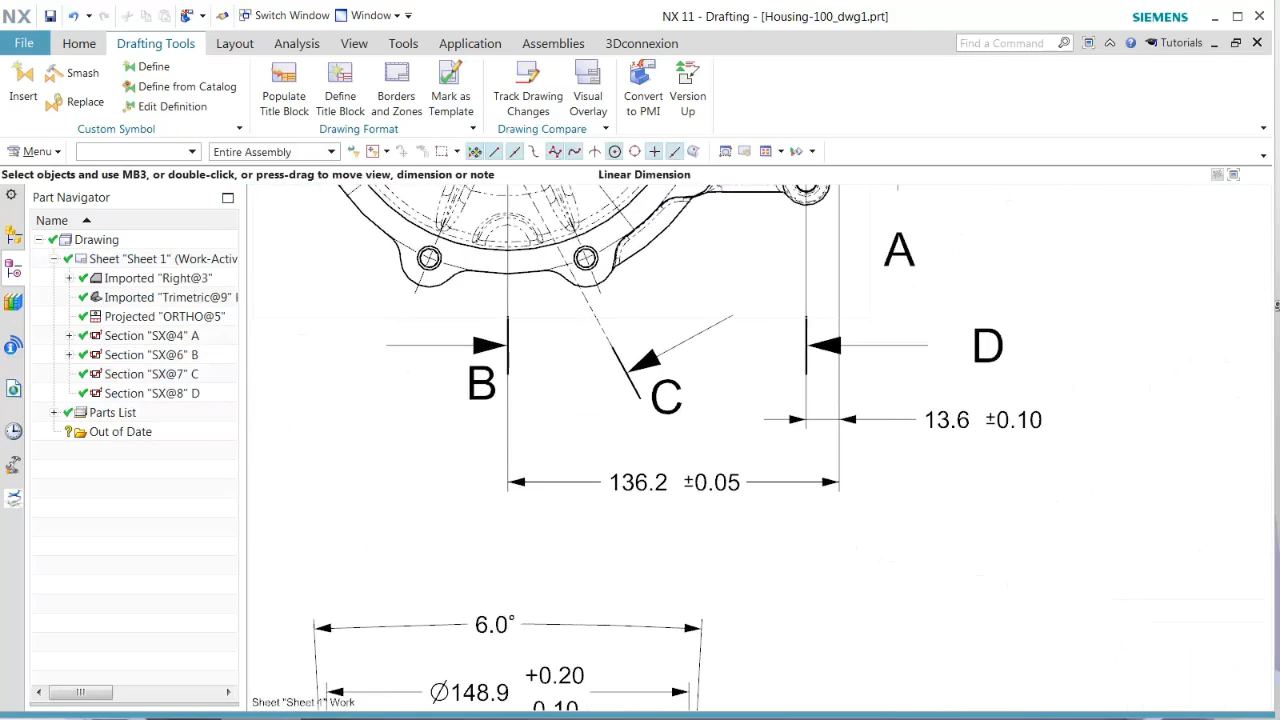 NX Switch Window Window NX 11 - Drafting - [Housing-100_dwg1.prt] SIEMENS
File Home Drafting Tools Layout Analysis View Tools Applications Assemblies 3Dconnexion Find a Command Tutorials
Insert Smash Replace Define Define from Catalog Edit Definition
Populate Title Block Define Title Block Borders and Zones Mark as Template
Track Drawing Changes Visual Overlay Convert to PMI Version Up
Custom Symbol Drawing Format Drawing Compare
Menu Entire Assembly
Select objects and use MB3, or double-click, or press-drag to move view, dimension or note Linear Dimension
Part Navigator
Name
Drawing
Sheet "Sheet 1" (Work-Activ
Imported "Right@3"
Imported "Trimetric@9"
Projected "ORTHO@5"
Section "SX@4" A
Section "SX@6" B
Section "SX@7" C
Section "SX@8" D
Parts List
Out of Date
A
D
B
C
13.6 ±0.10
136.2 ±0.05
6.0°
+0.20
∅148.9
0.10
Sheet "Sheet 1" Work